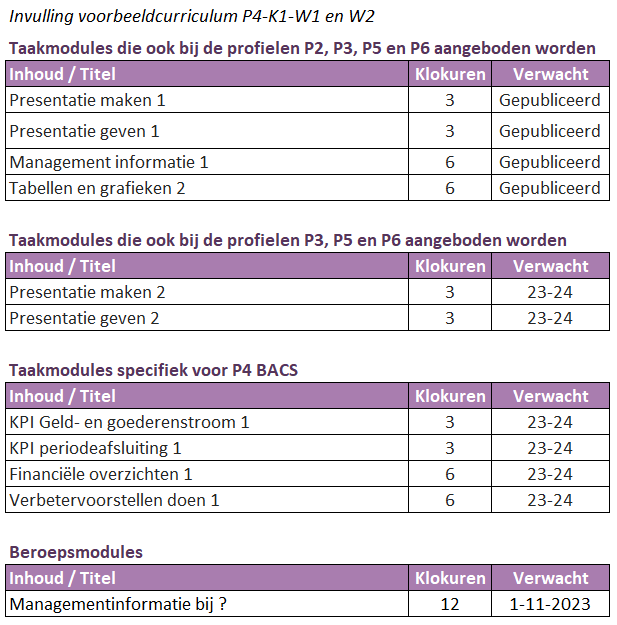 Invulling voorbeeldcurriculum P4-K1-W1 en W2
Taakmodules die ook bij de profielen P2, P3, P5 en P6 aangeboden worden
Inhoud / Titel Klokuren Verwacht
Presentatie maken 1 3 Gepubliceerd
Presentatie geven 1 3 Gepubliceerd
Management informatie 1 6 Gepubliceerd
Tabellen en grafieken 2 6 Gepubliceerd
Taakmodules die ook bij de profielen P3, P5 en P6 aangeboden worden
Inhoud / Titel Klokuren Verwacht
Presentatie maken 2 3 23-24
Presentatie geven 2 3 23-24
Taakmodules specifiek voor P4 BACS
Inhoud / Titel Klokuren Verwacht
KPI Geld- en goederenstroom 1 3 23-24
KPI periodeafsluiting 1 3 23-24
Financiële overzichten 1 6 23-24
Verbetervoorstellen doen 1 6 23-24
Beroepsmodules
Inhoud / Titel Klokuren Verwacht
Managementinformatie bij ? 12 1-11-2023